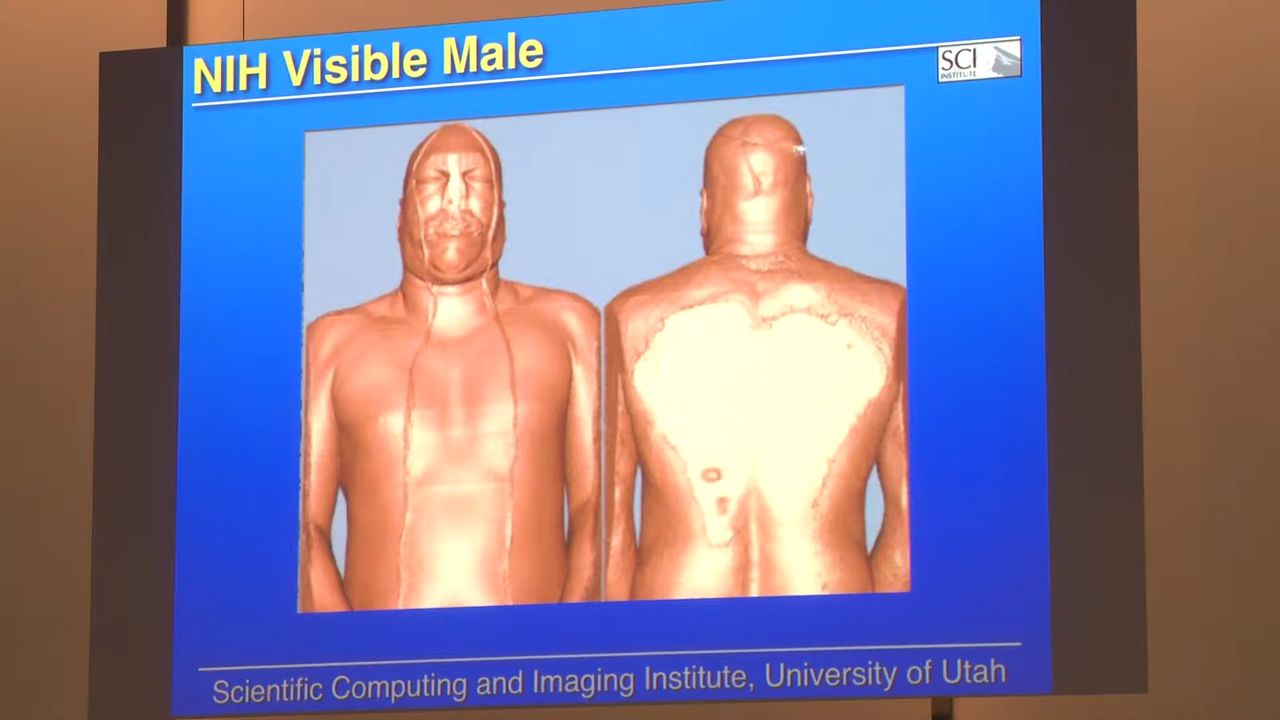 NIH Visible Male
SCI
INSTITUTE
Scientific Computing and Imaging Institute, University of Utah